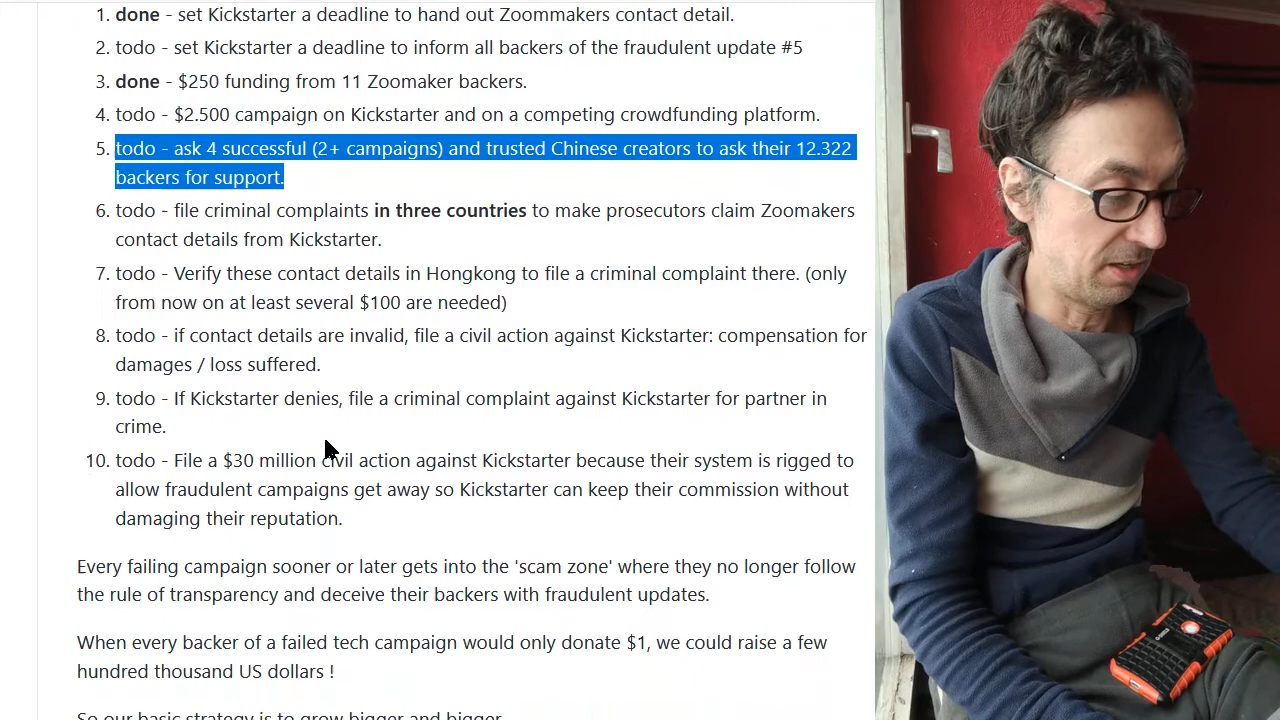 1. done - set Kickstarter a deadline to hand out Zoommakers contact detail.
2. todo - set Kickstarter a deadline to inform all backers of the fraudulent update #5
3. done - $250 funding from 11 Zoomaker backers.
4. todo - $2.500 campaign on Kickstarter and on a competing crowdfunding platform.
5. todo - ask 4 successful (2+ campaigns) and trusted Chinese creators to ask their 12.322
backers for support.
6. todo - file criminal complaints in three countries to make prosecutors claim Zoomakers
contact details from Kickstarter.
7. todo - Verify these contact details in Hongkong to file a criminal complaint there. (only
from now on at least several $100 are needed)
8. todo - if contact details are invalid, file a civil action against Kickstarter: compensation for
damages / loss suffered.
9. todo - If Kickstarter denies, file a criminal complaint against Kickstarter for partner in
crime.
10. todo - File a $30 million civil action against Kickstarter because their system is rigged to
allow fraudulent campaigns get away so Kickstarter can keep their commission without
damaging their reputation.
Every failing campaign sooner or later gets into the 'scam zone' where they no longer follow
the rule of transparency and deceive their backers with fraudulent updates.
When every backer of a failed tech campaign would only donate $1, we could raise a few
hundred thousand US dollars !
So our basic strategy is to grow bigger and bigger